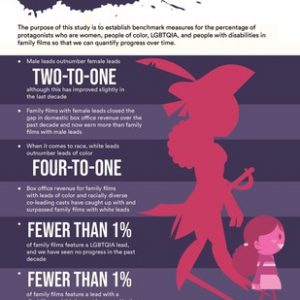 The purpose of this study is to establish benchmark measures for the percentage of
protagonists who are women, people of color, LGBTQIA, and people with disabilities in
family films so that we can quantify progress over time.
• Male leads outnumber female leads
TWO-TO-ONE
although this has improved slightly in
the last decade
• Family films with female leads closed the
gap in domestic box office revenue over the
past decade and now earn more than family
films with male leads
• When it comes to race, white leads
outnumber leads of color
FOUR-TO-ONE
• Box office revenue for family films
with leads of color and racially diverse
co-leading casts have caught up with and
surpassed family films with white leads
• FEWER THAN 1%
of family films feature a LGBTQIA lead,
and we have seen no progress in the past
decade
• FEWER THAN 1%
of family films feature a lead with a